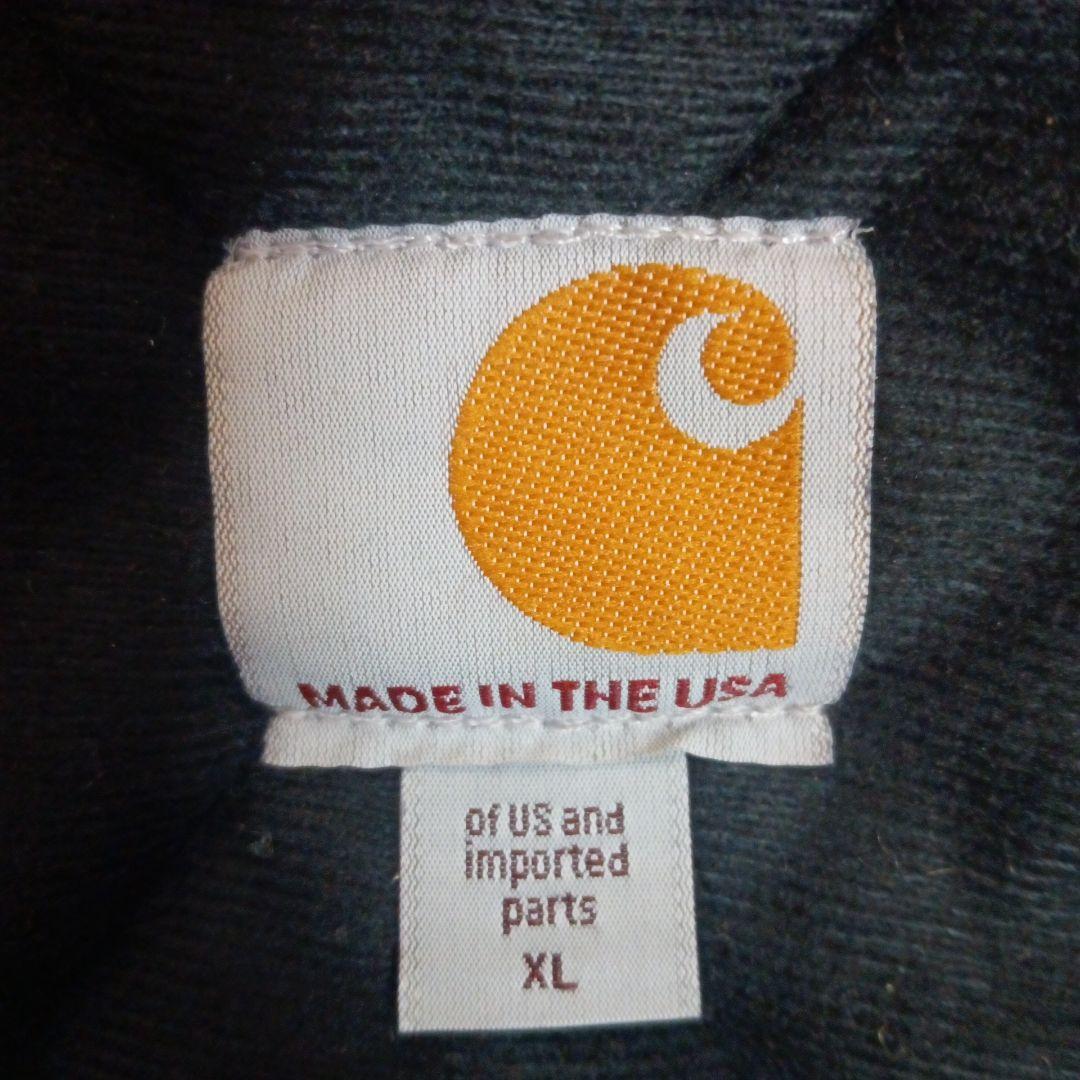 MADE IN THE USA
of US and
imported
parts
XL